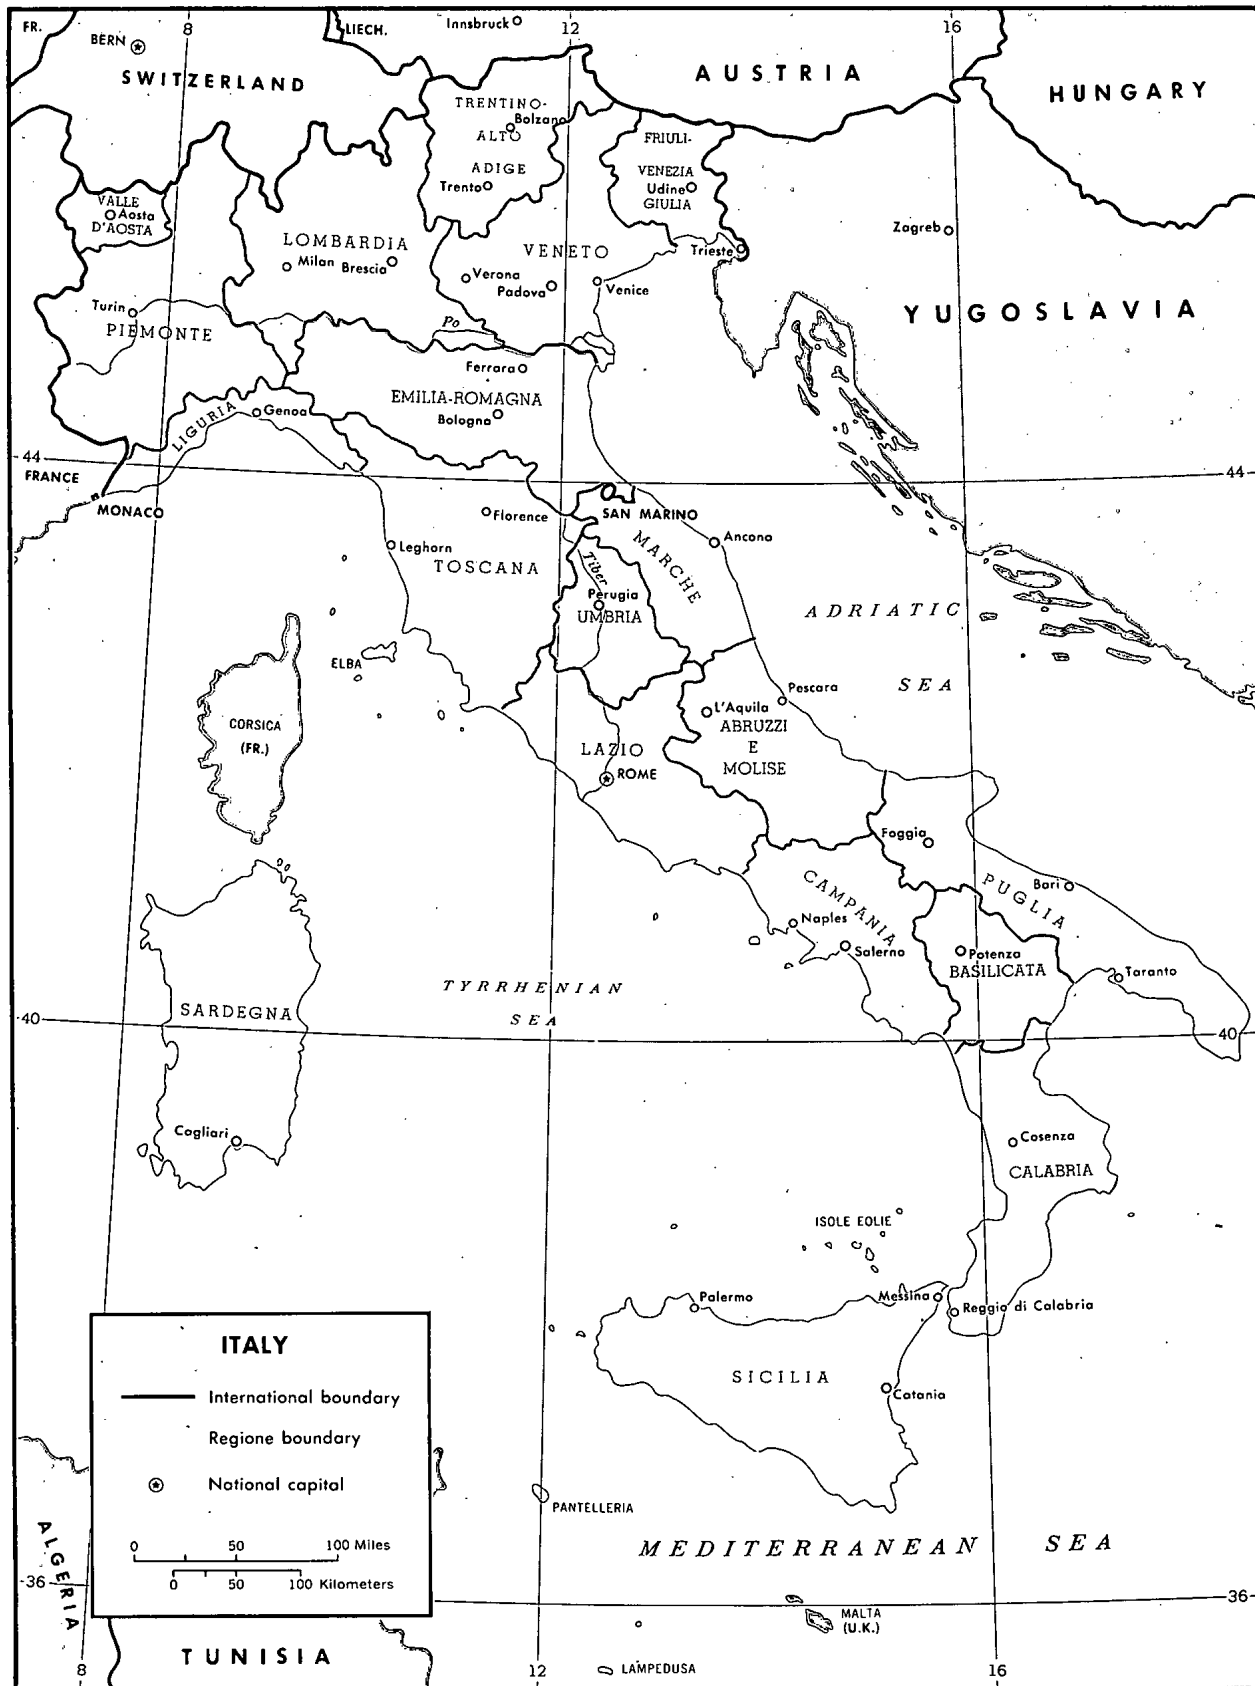 FR.
8
12
16
BERN
LIECH.
Innsbruck
SWITZERLAND
AUSTRIA
HUNGARY
TRENTINO-
Bolzano
ALTO
ADIGE
Trento
FRIULI-
VENEZIA
Udine
GIULIA
VALLE
Aosta
D'AOSTA
LOMBARDIA
Milan
Brescia
VENETO
Verona
Padova
Venice
Trieste
Zagreb
YUGOSLAVIA
Turin
PIEMONTE
Po
Ferrara
EMILIA-ROMAGNA
Bologna
LIGURIA
Genoa
44
44
FRANCE
MONACO
Florence
SAN MARINO
Leghorn
TOSCANA
MARCHE
Ancona
Tiber
Perugia
UMBRIA
ADRIATIC
SEA
ELBA
Pescara
L'Aquila
ABRUZZI
E
MOLISE
CORSICA
(FR.)
LAZIO
ROME
Foggia
CAMPANIA
PUGLIA
Bari
Naples
Salerno
Potenza
BASILICATA
Taranto
TYRRHENIAN
SEA
SARDEGNA
40
40
Cagliari
Cosenza
CALABRIA
ISOLE EOLIE
Palermo
Messina
Reggio di Calabria
SICILIA
Catania
ITALY
International boundary
Regione boundary
National capital
0 50 100 Miles
0 50 100 Kilometers
PANTELLERIA
MEDITERRANEAN SEA
ALGERIA
36
36
MALTA
(U.K.)
TUNISIA
LAMPEDUSA
8
12
16